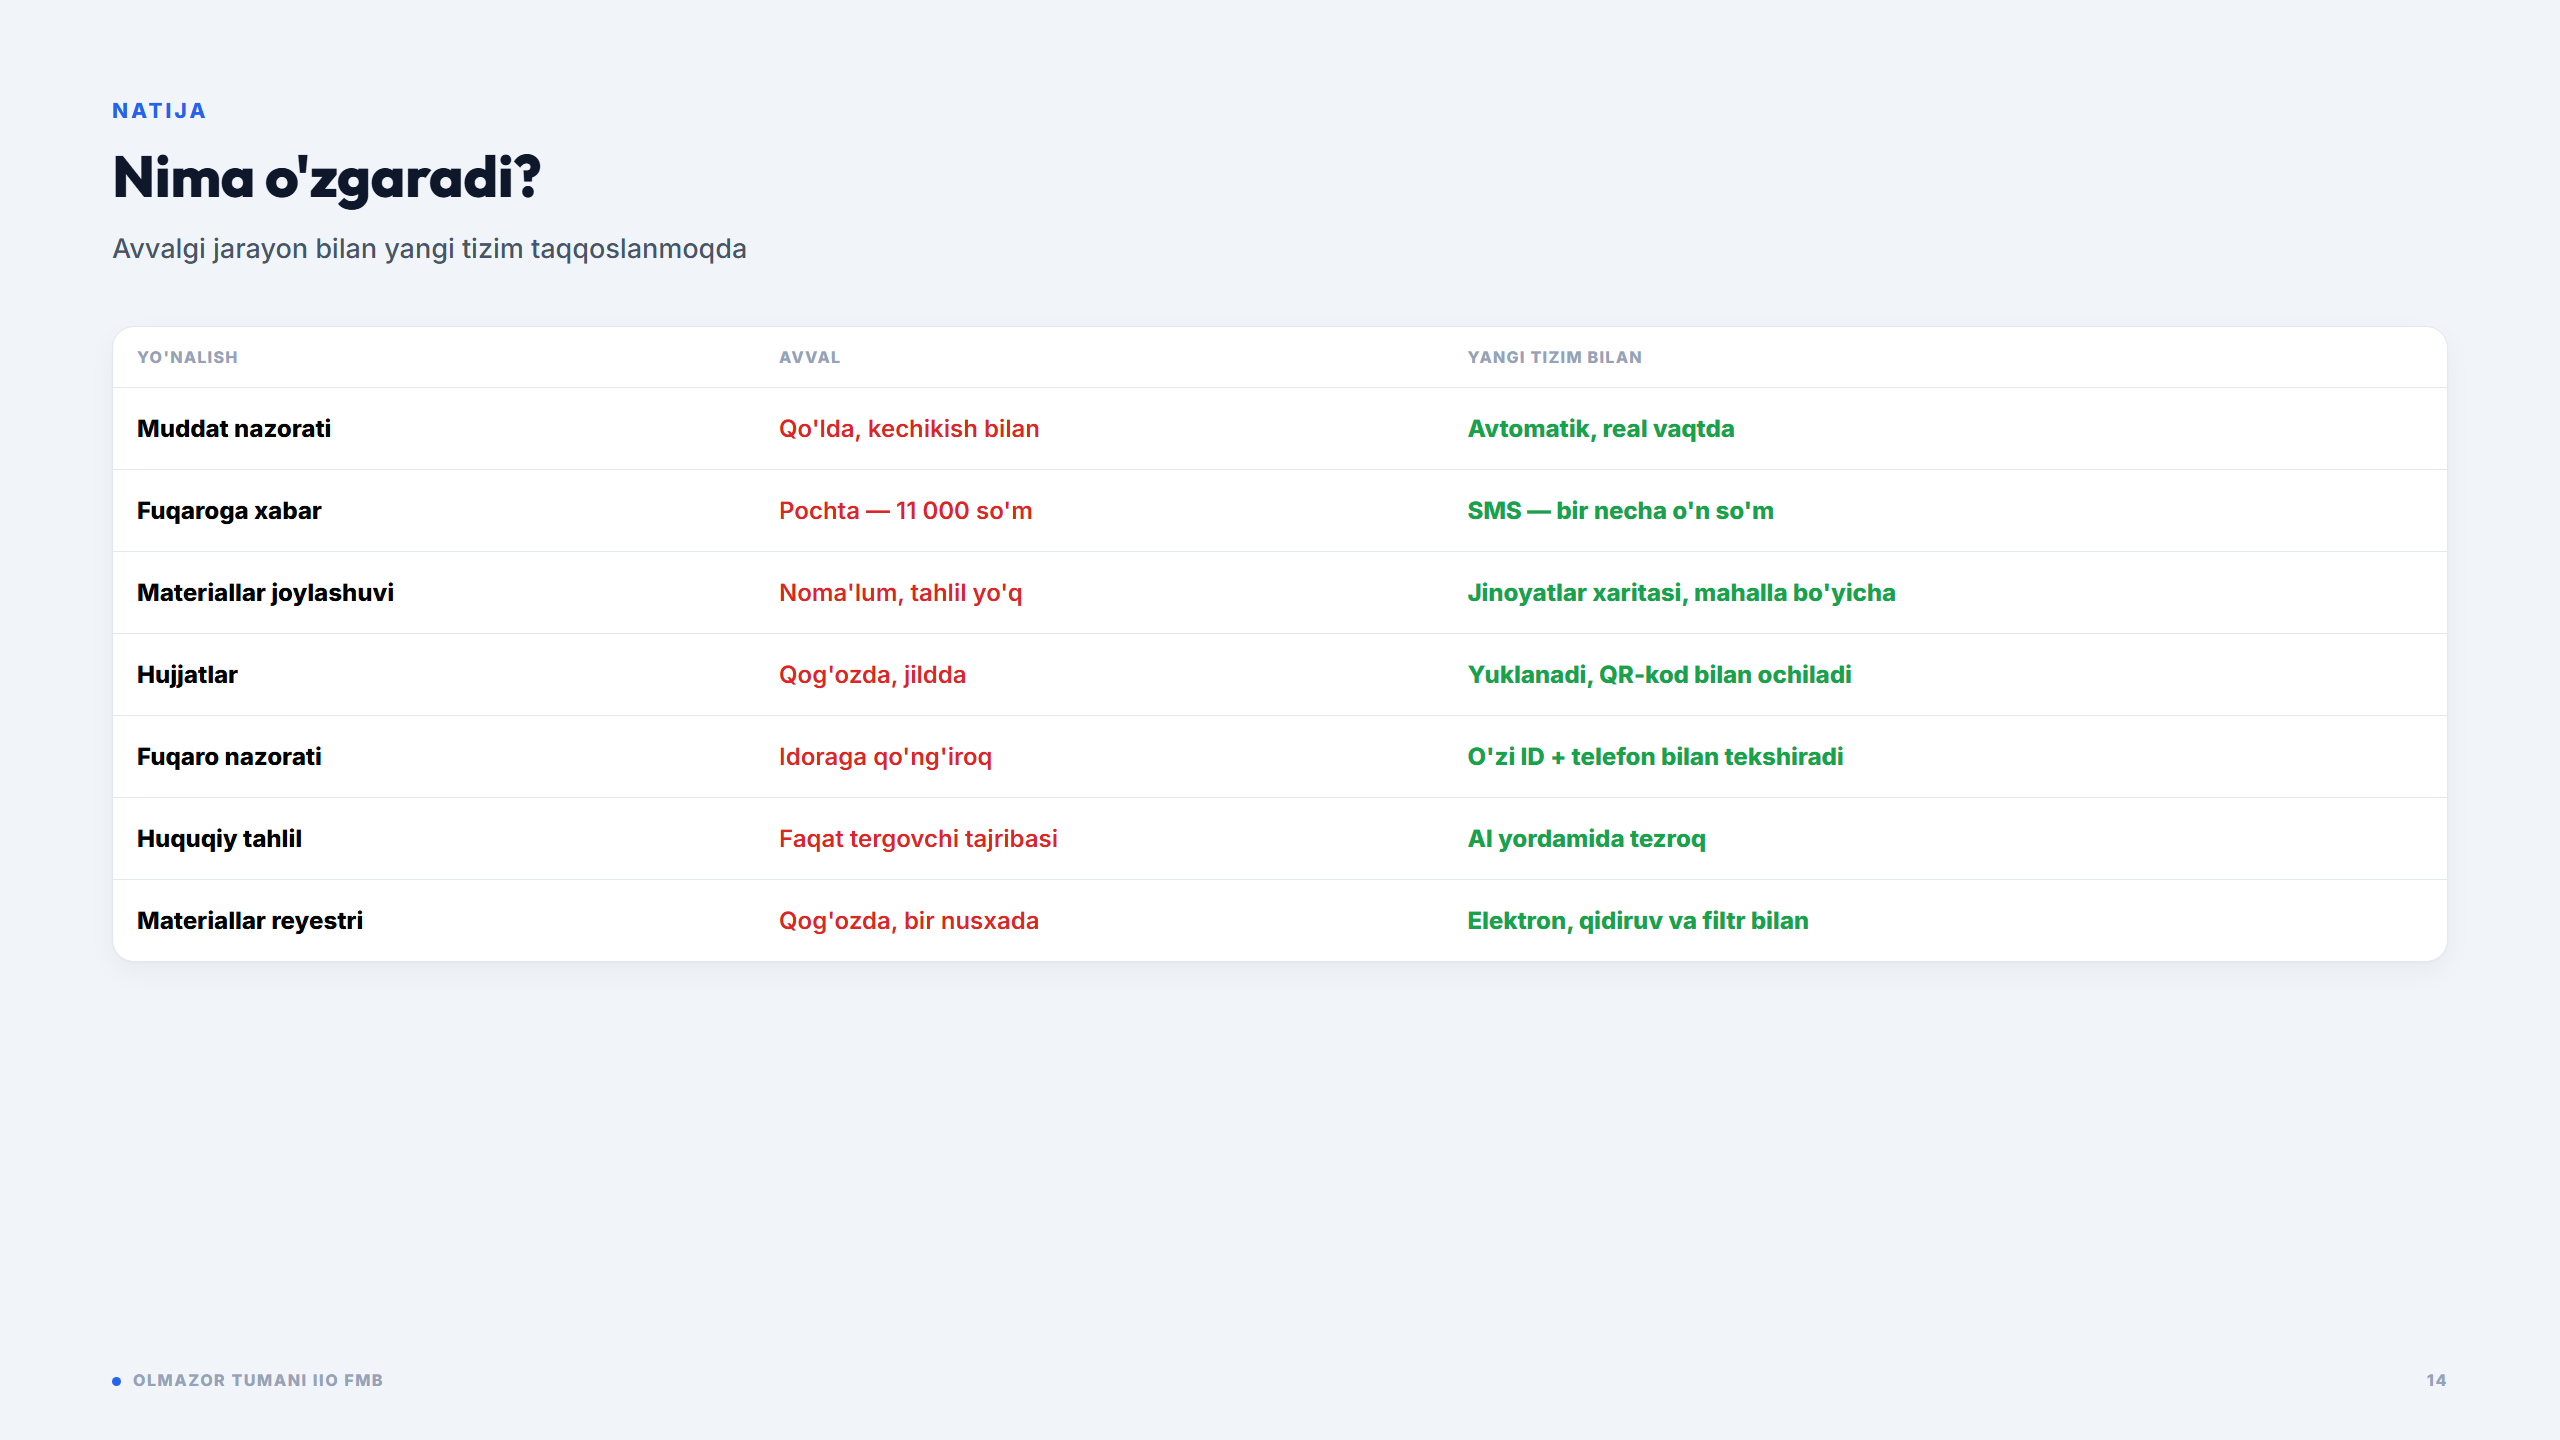 NATIJA
Nima o'zgaradi?
Avvalgi jarayon bilan yangi tizim taqqoslanmoqda
YO'NALISH AVVAL YANGI TIZIM BILAN
Muddat nazorati Qo'lda, kechikish bilan Avtomatik, real vaqtda
Fuqaroga xabar Pochta — 11 000 so'm SMS — bir necha o'n so'm
Materiallar joylashuvi Noma'lum, tahlil yo'q Jinoyatlar xaritasi, mahalla bo'yicha
Hujjatlar Qog'ozda, jildda Yuklanadi, QR-kod bilan ochiladi
Fuqaro nazorati Idoraga qo'ng'iroq O'zi ID + telefon bilan tekshiradi
Huquqiy tahlil Faqat tergovchi tajribasi AI yordamida tezroq
Materiallar reyestri Qog'ozda, bir nusxada Elektron, qidiruv va filtr bilan
OLMAZOR TUMANI IIO FMB 14